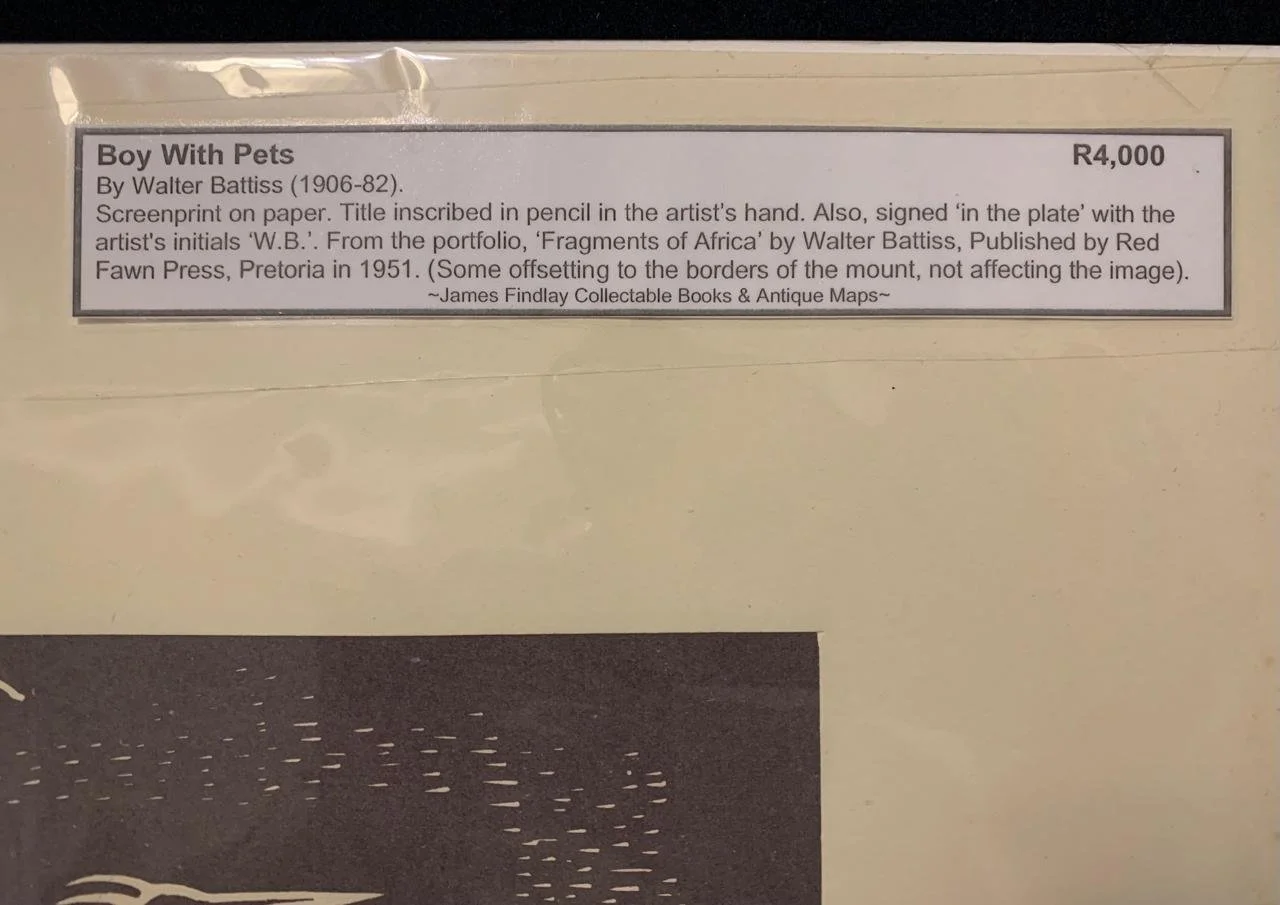 Boy With Pets R4,000
By Walter Battiss (1906-82).
Screenprint on paper. Title inscribed in pencil in the artist's hand. Also, signed ‘in the plate’ with the
artist's initials ‘W.B.’. From the portfolio, ‘Fragments of Africa’ by Walter Battiss, Published by Red
Fawn Press, Pretoria in 1951. (Some offsetting to the borders of the mount, not affecting the image).
~James Findlay Collectable Books & Antique Maps~